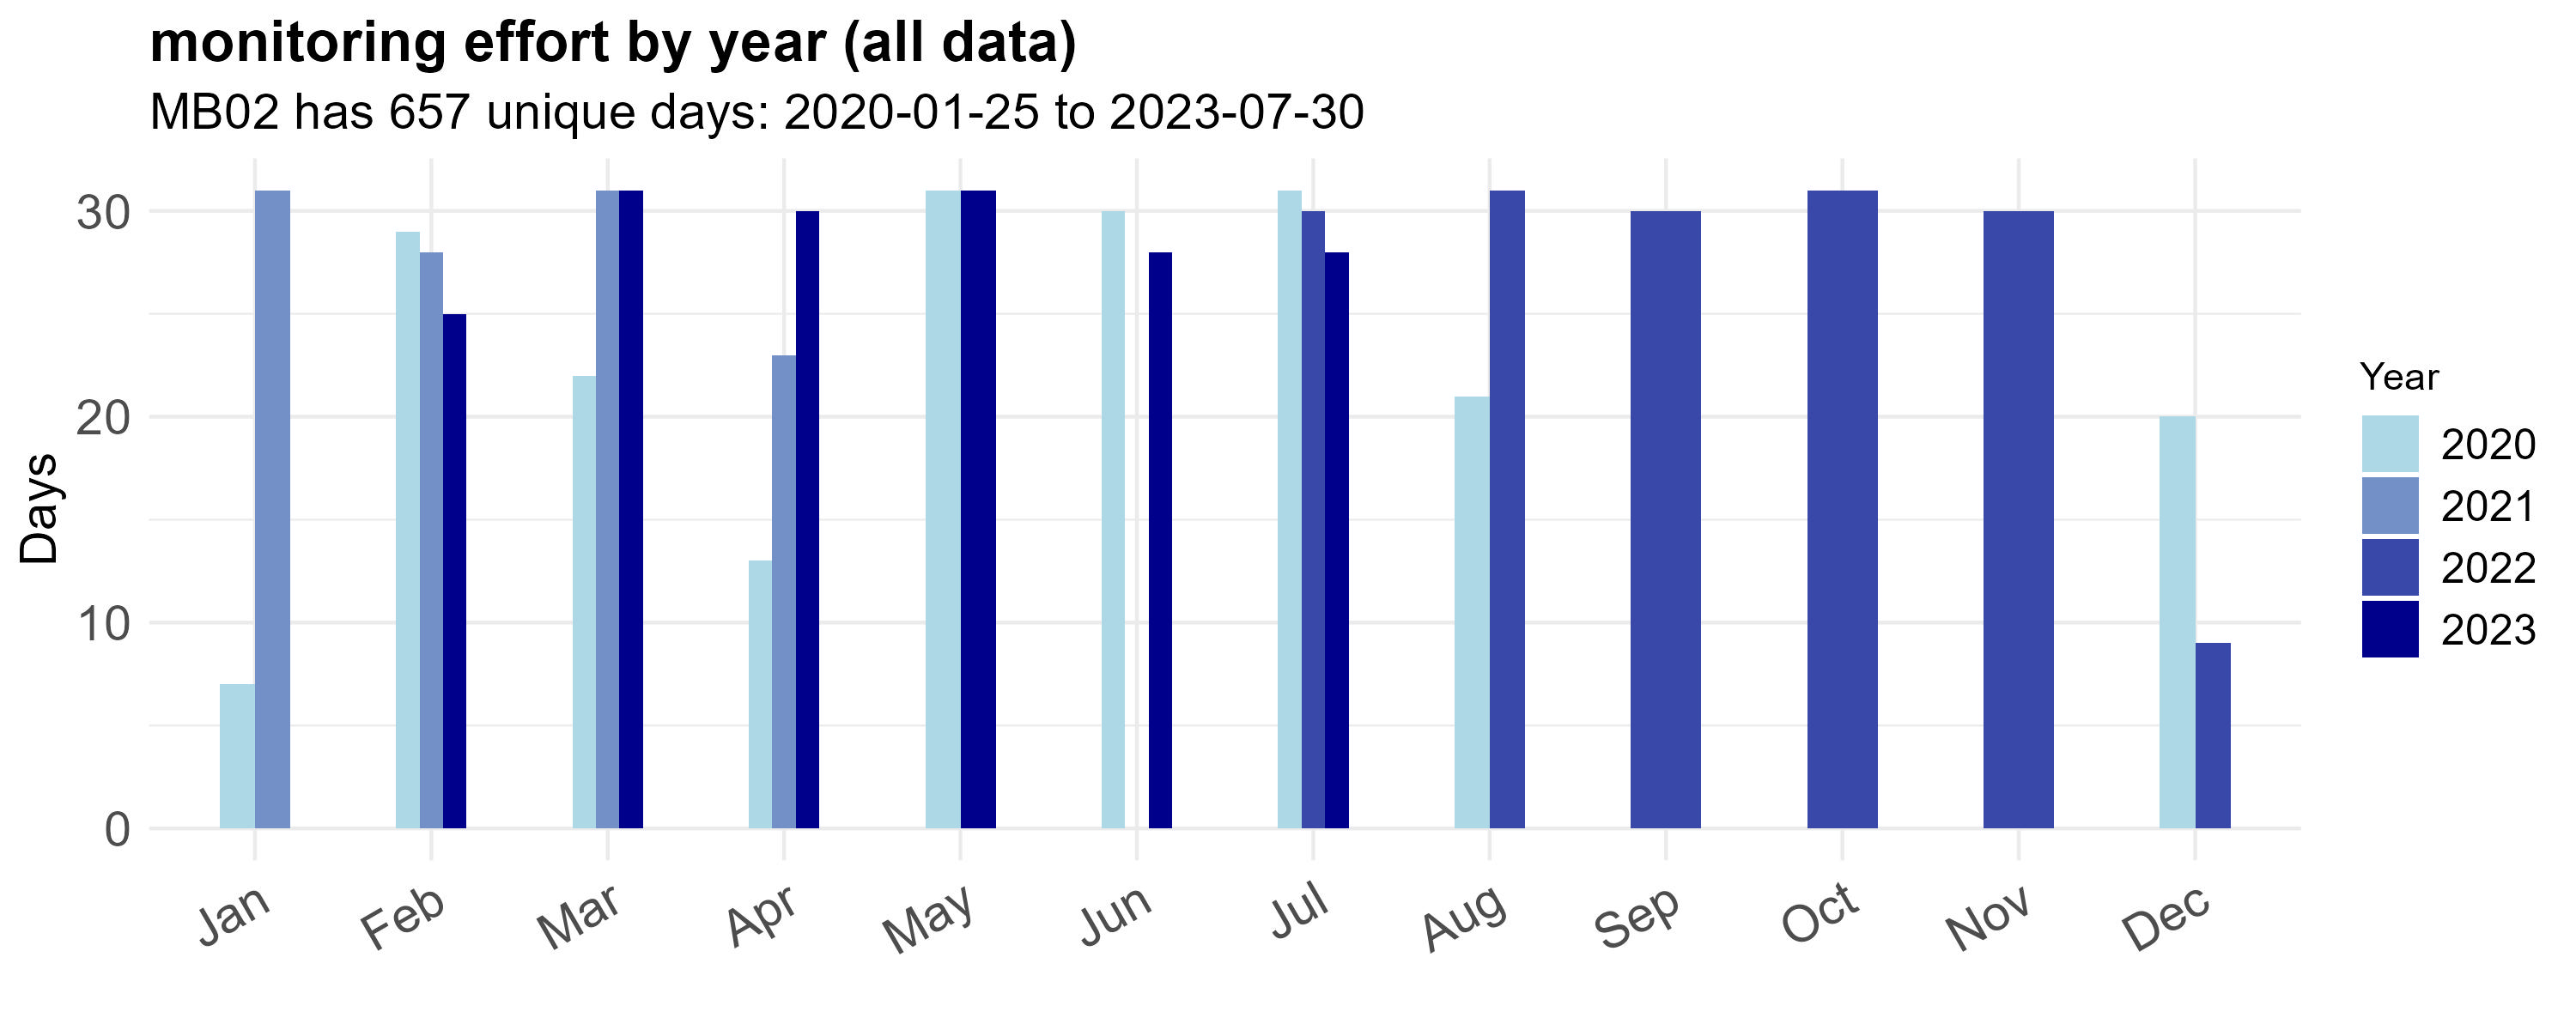 monitoring effort by year (all data)
MB02 has 657 unique days: 2020-01-25 to 2023-07-30
Days
30
20
10
0
Jan
Feb
Mar
Apr
May
Jun
Jul
Aug
Sep
Oct
Nov
Dec
Year
2020
2021
2022
2023